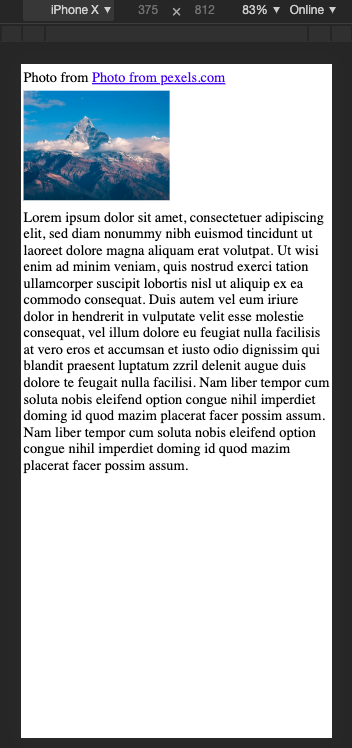 iPhone X ▼ 375 × 812 83% ▼ Online ▼
Photo from Photo from pexels.com
Lorem ipsum dolor sit amet, consectetuer adipiscing
elit, sed diam nonummy nibh euismod tincidunt ut
laoreet dolore magna aliquam erat volutpat. Ut wisi
enim ad minim veniam, quis nostrud exerci tation
ullamcorper suscipit lobortis nisl ut aliquip ex ea
commodo consequat. Duis autem vel eum iriure
dolor in hendrerit in vulputate velit esse molestie
consequat, vel illum dolore eu feugiat nulla facilisis
at vero eros et accumsan et iusto odio dignissim qui
blandit praesent luptatum zzril delenit augue duis
dolore te feugait nulla facilisi. Nam liber tempor cum
soluta nobis eleifend option congue nihil imperdiet
doming id quod mazim placerat facer possim assum.
Nam liber tempor cum soluta nobis eleifend option
congue nihil imperdiet doming id quod mazim
placerat facer possim assum.